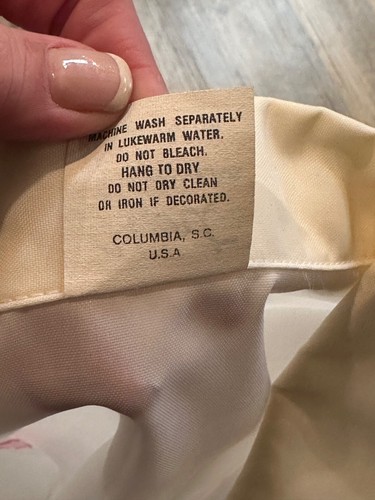 MACHINE WASH SEPARATELY
IN LUKEWARM WATER.
DO NOT BLEACH.
HANG TO DRY
DO NOT DRY CLEAN
OR IRON IF DECORATED.
COLUMBIA, S.C.
U.S.A